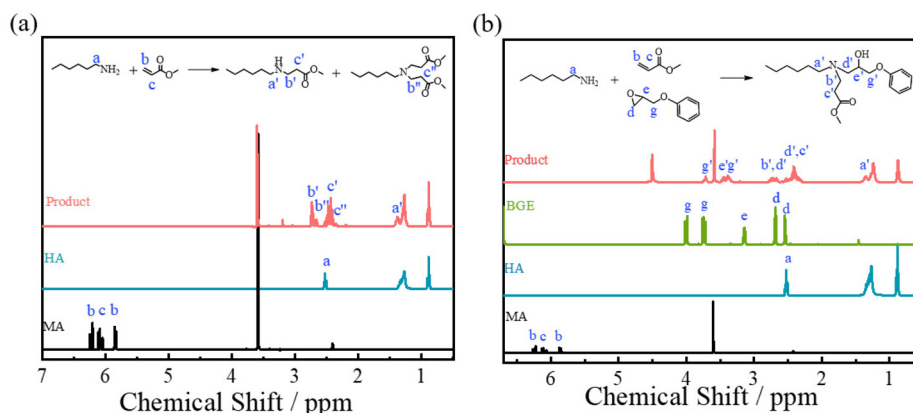 (a)
a
NH₂
+
b
c
O
O
H
N
a'
b'
c'
O
O
+
O
O
N
c''
O
b''
O
b'
b''
c'
c''
a'
Product
HA
a
MA
b c b
7 6 5 4 3 2 1
Chemical Shift / ppm
(b)
a
NH₂
+
b c O
O
O
e
d
O
g
a'
N
d'
OH
e'
g'
O
b'
c'
O
O
Product
g'
e'g'
b',d'
d',c'
a'
BGE
g g
e
d
d
HA
a
MA
b c b
6 5 4 3 2 1
Chemical Shift / ppm